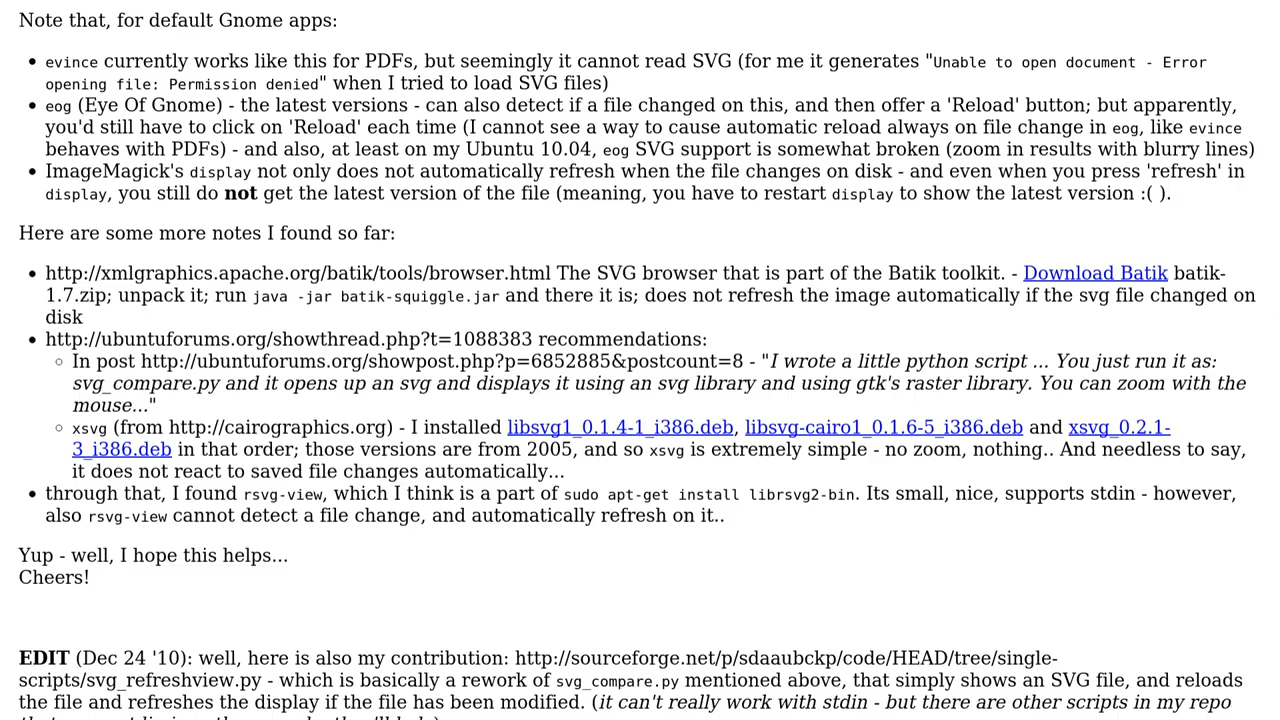 Note that, for default Gnome apps:
evince currently works like this for PDFs, but seemingly it cannot read SVG (for me it generates "Unable to open document - Error
opening file: Permission denied" when I tried to load SVG files)
eog (Eye Of Gnome) - the latest versions - can also detect if a file changed on this, and then offer a 'Reload' button; but apparently,
you'd still have to click on 'Reload' each time (I cannot see a way to cause automatic reload always on file change in eog, like evince
behaves with PDFs) - and also, at least on my Ubuntu 10.04, eog SVG support is somewhat broken (zoom in results with blurry lines)
ImageMagick's display not only does not automatically refresh when the file changes on disk - and even when you press 'refresh' in
display, you still do not get the latest version of the file (meaning, you have to restart display to show the latest version :( ).
Here are some more notes I found so far:
http://xmlgraphics.apache.org/batik/tools/browser.html The SVG browser that is part of the Batik toolkit. - Download Batik batik-
1.7.zip; unpack it; run java -jar batik-squiggle.jar and there it is; does not refresh the image automatically if the svg file changed on
disk
http://ubuntuforums.org/showthread.php?t=1088383 recommendations:
In post http://ubuntuforums.org/showpost.php?p=6852885&postcount=8 - "I wrote a little python script ... You just run it as:
svg_compare.py and it opens up an svg and displays it using an svg library and using gtk's raster library. You can zoom with the
mouse..."
xsvg (from http://cairographics.org) - I installed libsvg1_0.1.4-1_i386.deb, libsvg-cairo1_0.1.6-5_i386.deb and xsvg_0.2.1-
3_i386.deb in that order; those versions are from 2005, and so xsvg is extremely simple - no zoom, nothing.. And needless to say,
it does not react to saved file changes automatically...
through that, I found rsvg-view, which I think is a part of sudo apt-get install librsvg2-bin. Its small, nice, supports stdin - however,
also rsvg-view cannot detect a file change, and automatically refresh on it..
Yup - well, I hope this helps...
Cheers!
EDIT (Dec 24 '10): well, here is also my contribution: http://sourceforge.net/p/sdaaubckp/code/HEAD/tree/single-
scripts/svg_refreshview.py - which is basically a rework of svg_compare.py mentioned above, that simply shows an SVG file, and reloads
the file and refreshes the display if the file has been modified. (it can't really work with stdin - but there are other scripts in my repo